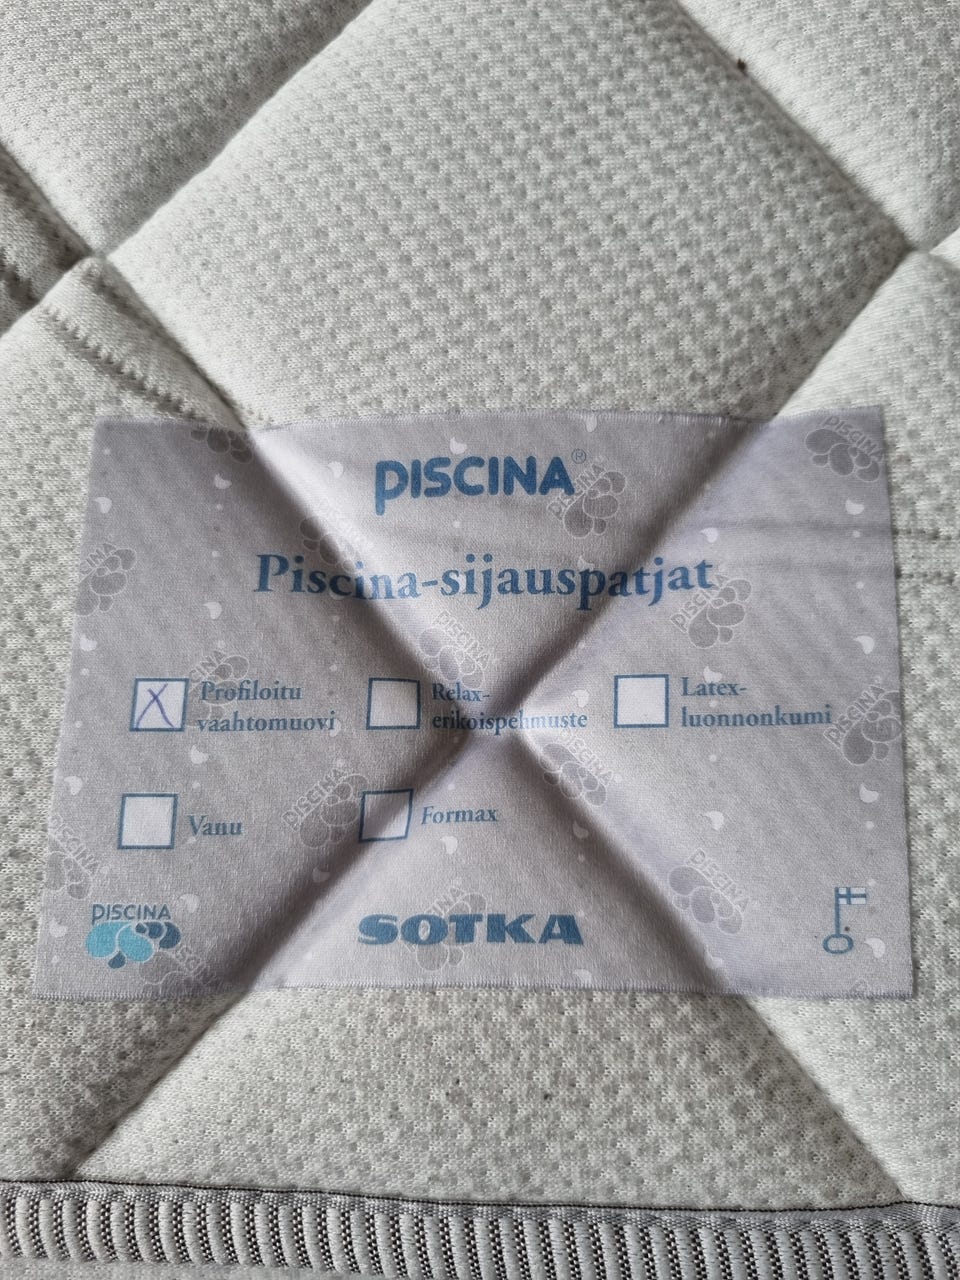 PISCINA®
Piscina-sijauspatjat
X Profiloitu
vaahtomuovi
Relax-
erikoispehmuste
Latex-
luonnonkumi
Vanu
Formax
PISCINA
SOTKA